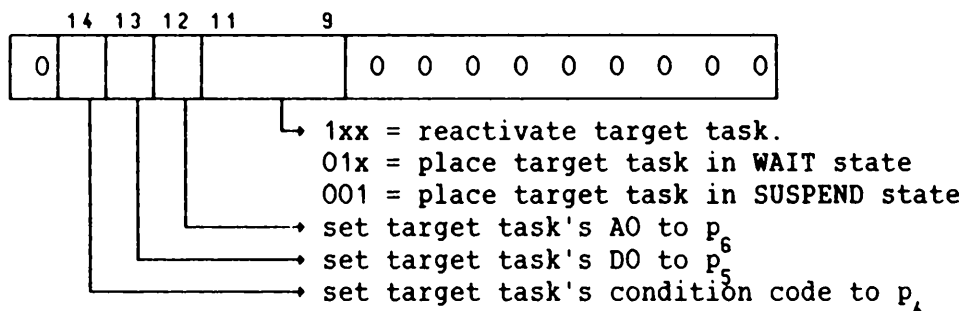 14 13 12 11 9
0 0 0 0 0 0 0 0 0 0
1xx = reactivate target task.
01x = place target task in WAIT state
001 = place target task in SUSPEND state
set target task's A0 to p6
set target task's D0 to p5
set target task's condition code to p4